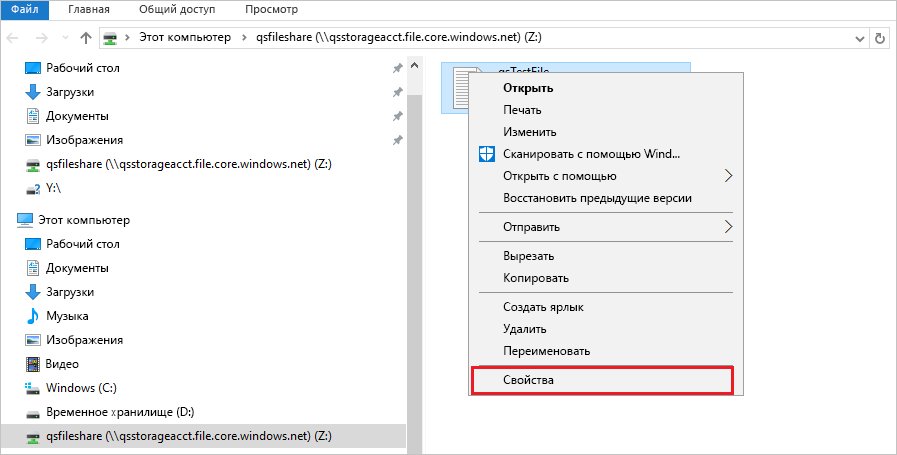 Файл Главная Общий доступ Просмотр
Этот компьютер qsfileshare (\\qsstorageacct.file.core.windows.net) (Z:)
Рабочий стол
Загрузки
Документы
Изображения
qsfileshare (\\qsstorageacct.file.core.windows.net) (Z:)
Y:\
Этот компьютер
Рабочий стол
Документы
Загрузки
Музыка
Изображения
Видео
Windows (C:)
Временное хранилище (D:)
qsfileshare (\\qsstorageacct.file.core.windows.net) (Z:)
qsTestFile
Открыть
Печать
Изменить
Сканировать с помощью Wind...
Открыть с помощью
Восстановить предыдущие версии
Отправить
Вырезать
Копировать
Создать ярлык
Удалить
Переименовать
Свойства